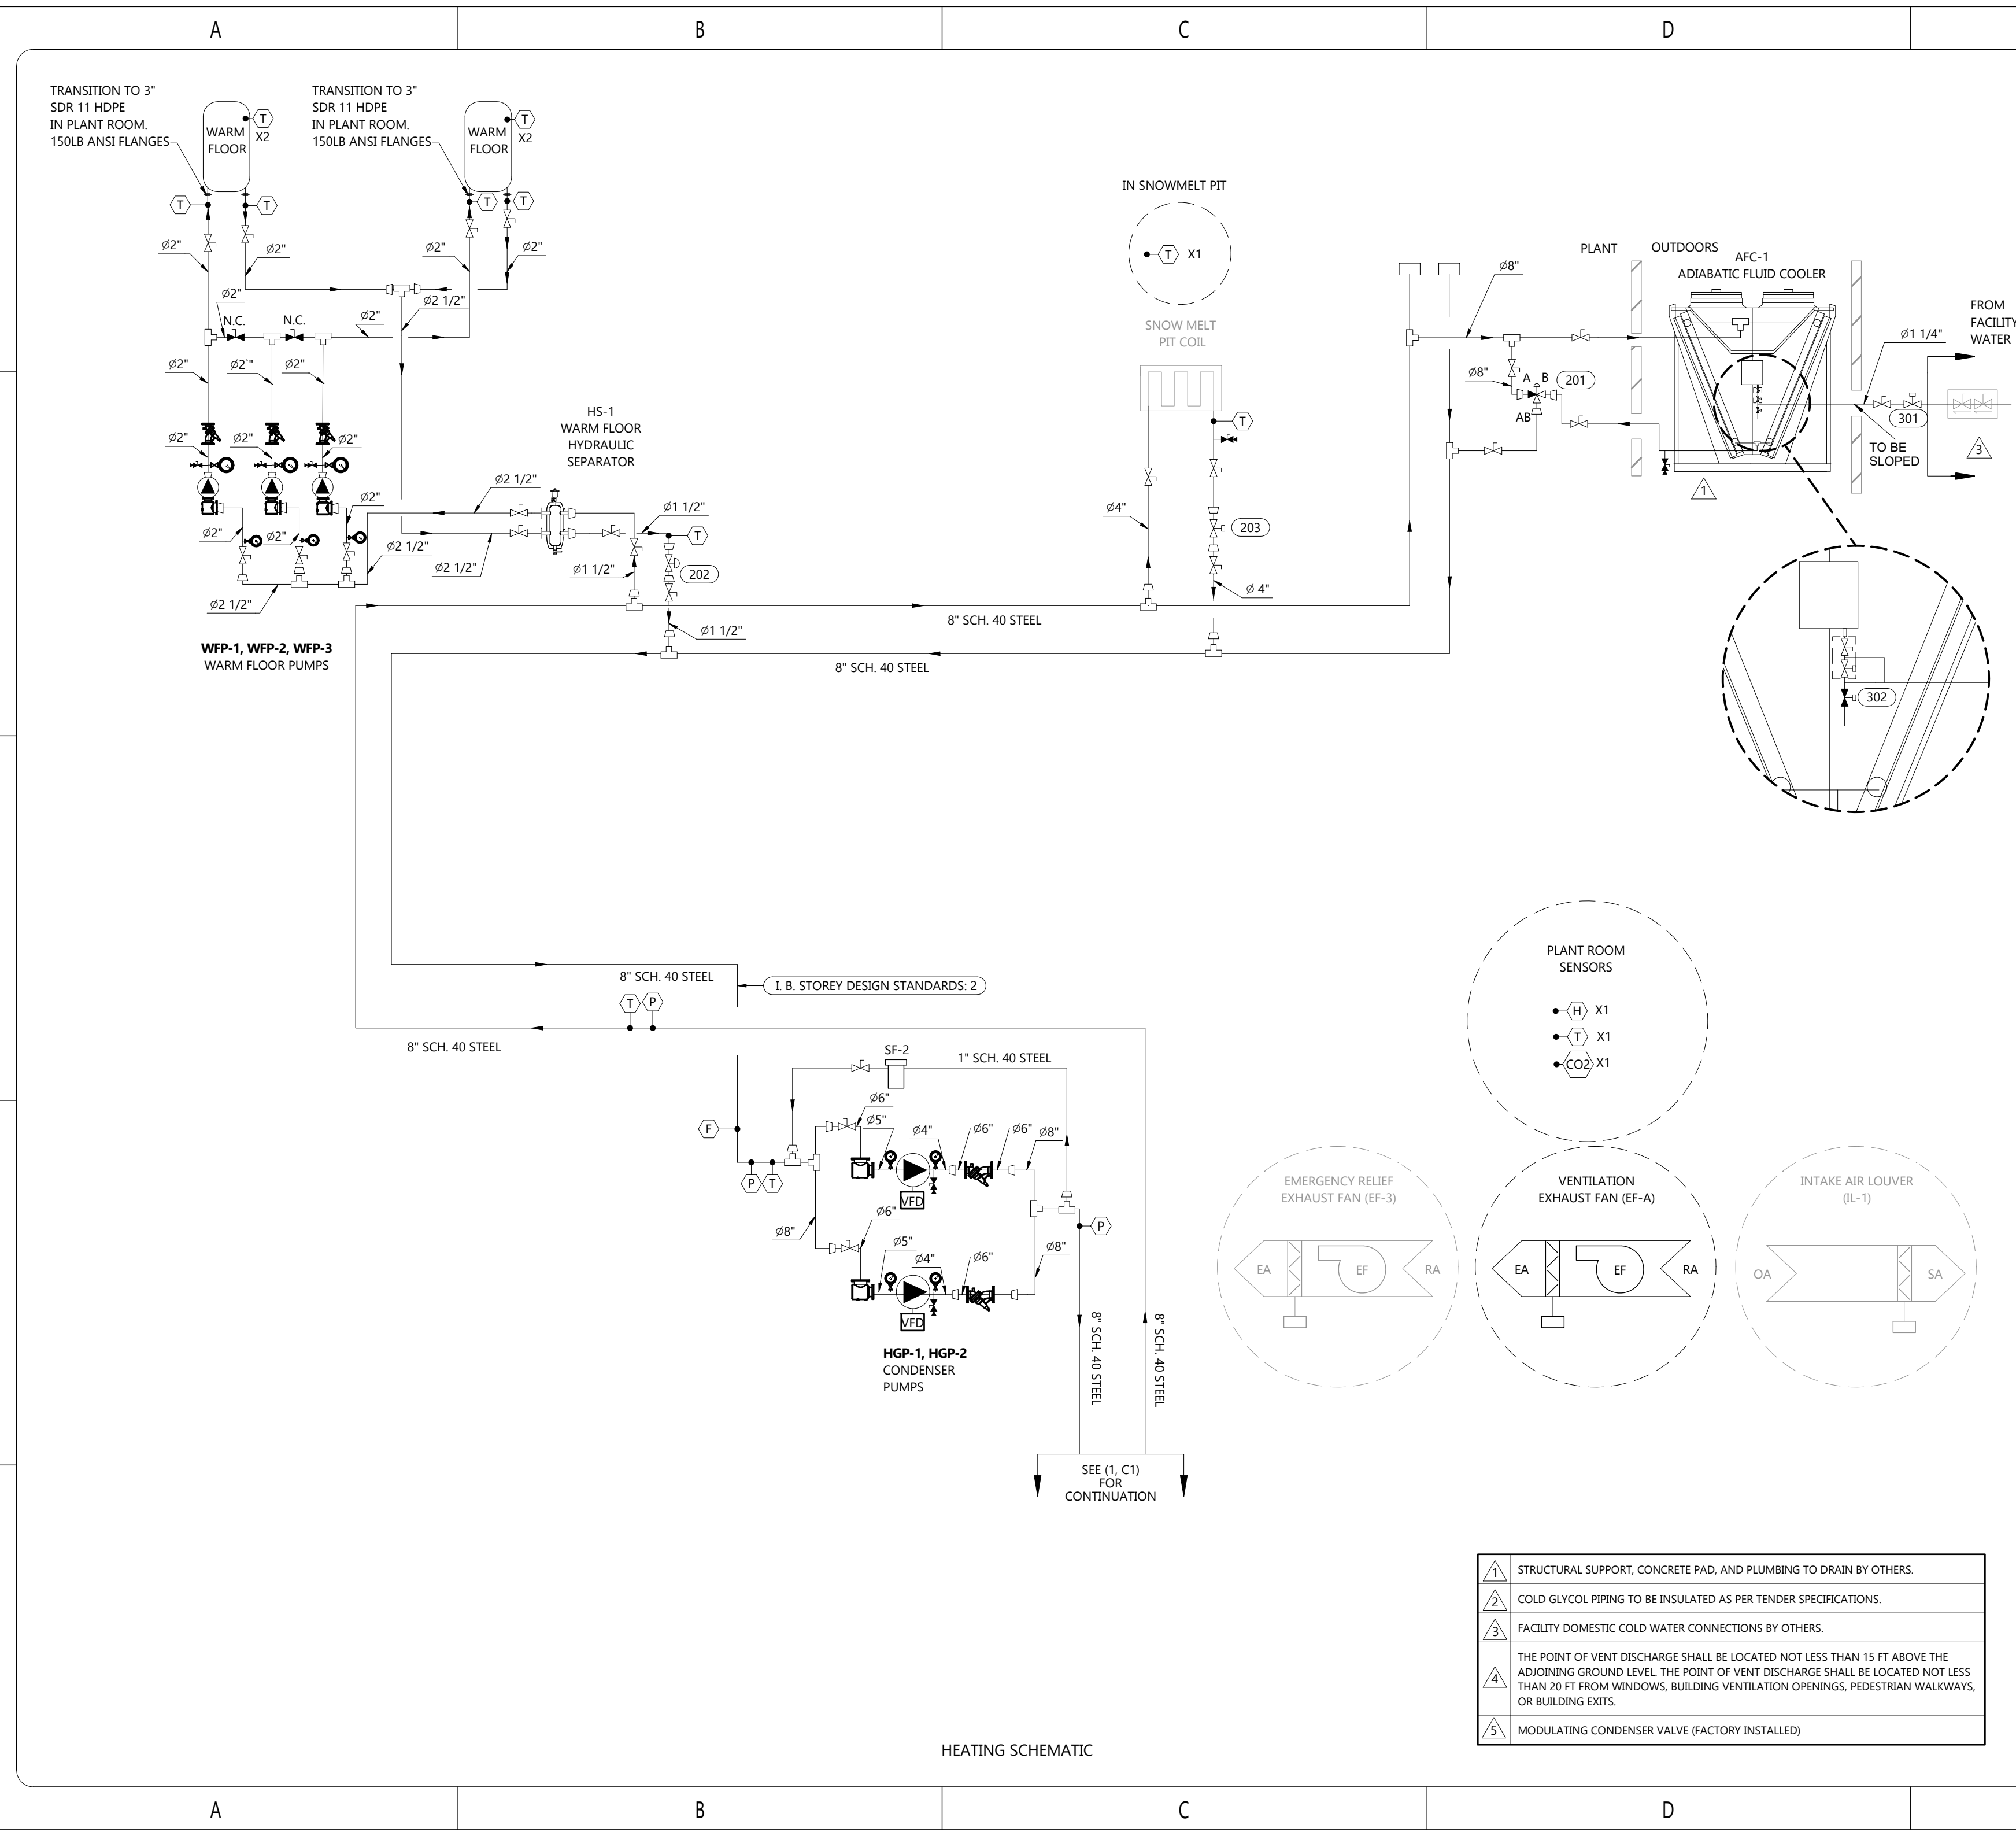 A
B
C
D
TRANSITION TO 3"
SDR 11 HDPE
IN PLANT ROOM.
150LB ANSI FLANGES
WARM
FLOOR
T
X2
TRANSITION TO 3"
SDR 11 HDPE
IN PLANT ROOM.
150LB ANSI FLANGES
WARM
FLOOR
T
X2
T
T
T
T
Ø2"
Ø2"
Ø2"
Ø2"
Ø2"
Ø2 1/2"
N.C.
N.C.
Ø2"
Ø2"
Ø2`"
Ø2"
Ø2"
Ø2"
Ø2"
Ø2"
Ø2"
Ø2"
Ø2 1/2"
Ø2 1/2"
WFP-1, WFP-2, WFP-3
WARM FLOOR PUMPS
HS-1
WARM FLOOR
HYDRAULIC
SEPARATOR
Ø2 1/2"
Ø2 1/2"
Ø1 1/2"
T
Ø1 1/2"
202
Ø1 1/2"
8" SCH. 40 STEEL
8" SCH. 40 STEEL
IN SNOWMELT PIT
T
X1
SNOW MELT
PIT COIL
T
Ø4"
203
Ø 4"
PLANT
OUTDOORS
AFC-1
ADIABATIC FLUID COOLER
Ø8"
Ø8"
A
B
201
AB
FROM
FACILITY
WATER
Ø1 1/4"
301
TO BE
SLOPED
3
1
302
8" SCH. 40 STEEL
I. B. STOREY DESIGN STANDARDS: 2
T
P
8" SCH. 40 STEEL
SF-2
1" SCH. 40 STEEL
F
P
T
Ø6"
Ø5"
Ø4"
Ø6"
Ø6"
Ø8"
VFD
Ø8"
Ø6"
Ø5"
Ø4"
Ø6"
Ø8"
P
VFD
HGP-1, HGP-2
CONDENSER
PUMPS
8" SCH. 40 STEEL
8" SCH. 40 STEEL
SEE (1, C1)
FOR
CONTINUATION
PLANT ROOM
SENSORS
H
X1
T
X1
CO2
X1
EMERGENCY RELIEF
EXHAUST FAN (EF-3)
EA
EF
RA
VENTILATION
EXHAUST FAN (EF-A)
EA
EF
RA
INTAKE AIR LOUVER
(IL-1)
OA
SA
1
STRUCTURAL SUPPORT, CONCRETE PAD, AND PLUMBING TO DRAIN BY OTHERS.
2
COLD GLYCOL PIPING TO BE INSULATED AS PER TENDER SPECIFICATIONS.
3
FACILITY DOMESTIC COLD WATER CONNECTIONS BY OTHERS.
4
THE POINT OF VENT DISCHARGE SHALL BE LOCATED NOT LESS THAN 15 FT ABOVE THE
ADJOINING GROUND LEVEL. THE POINT OF VENT DISCHARGE SHALL BE LOCATED NOT LESS
THAN 20 FT FROM WINDOWS, BUILDING VENTILATION OPENINGS, PEDESTRIAN WALKWAYS,
OR BUILDING EXITS.
5
MODULATING CONDENSER VALVE (FACTORY INSTALLED)
HEATING SCHEMATIC
A
B
C
D